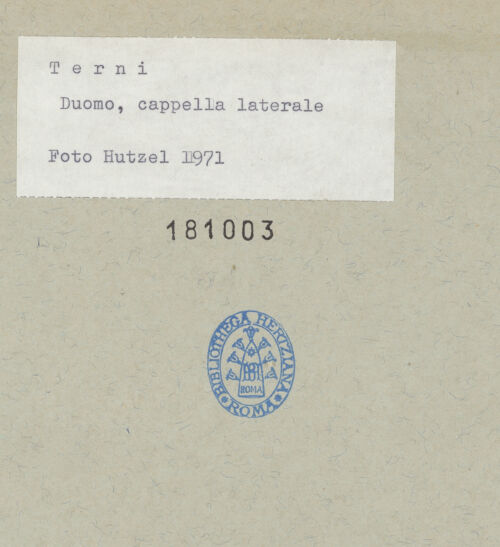 T e r n i
Duomo, cappella laterale
Foto Hutzel 1971
181003
BIBLIOTHECA HERTZIANA
ROMA
ROMA